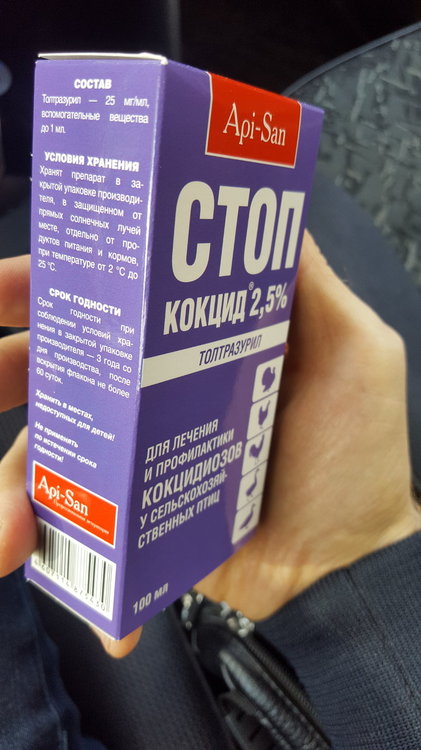 СОСТАВ
Толтразурил — 25 мг/мл,
вспомогательные вещества
до 1 мл.
УСЛОВИЯ ХРАНЕНИЯ
Хранят препарат в за-
крытой упаковке производи-
теля, в защищенном от
прямых солнечных лучей
месте, отдельно от про-
дуктов питания и кормов,
при температуре от 2 °С до
25 °С.
СРОК ГОДНОСТИ
Срок годности при
соблюдении условий хра-
нения в закрытой упаковке
производителя — 3 года со
дня производства, после
вскрытия флакона не более
60 суток.
Хранить в местах,
недоступных для детей!
Не применять
по истечении срока
годности!
Api-San
Api-San
СТОП
КОКЦИД® 2,5%
ТОЛТРАЗУРИЛ
ДЛЯ ЛЕЧЕНИЯ
И ПРОФИЛАКТИКИ
КОКЦИДИОЗОВ
У СЕЛЬСКОХОЗЯЙ-
СТВЕННЫХ ПТИЦ
100 мл